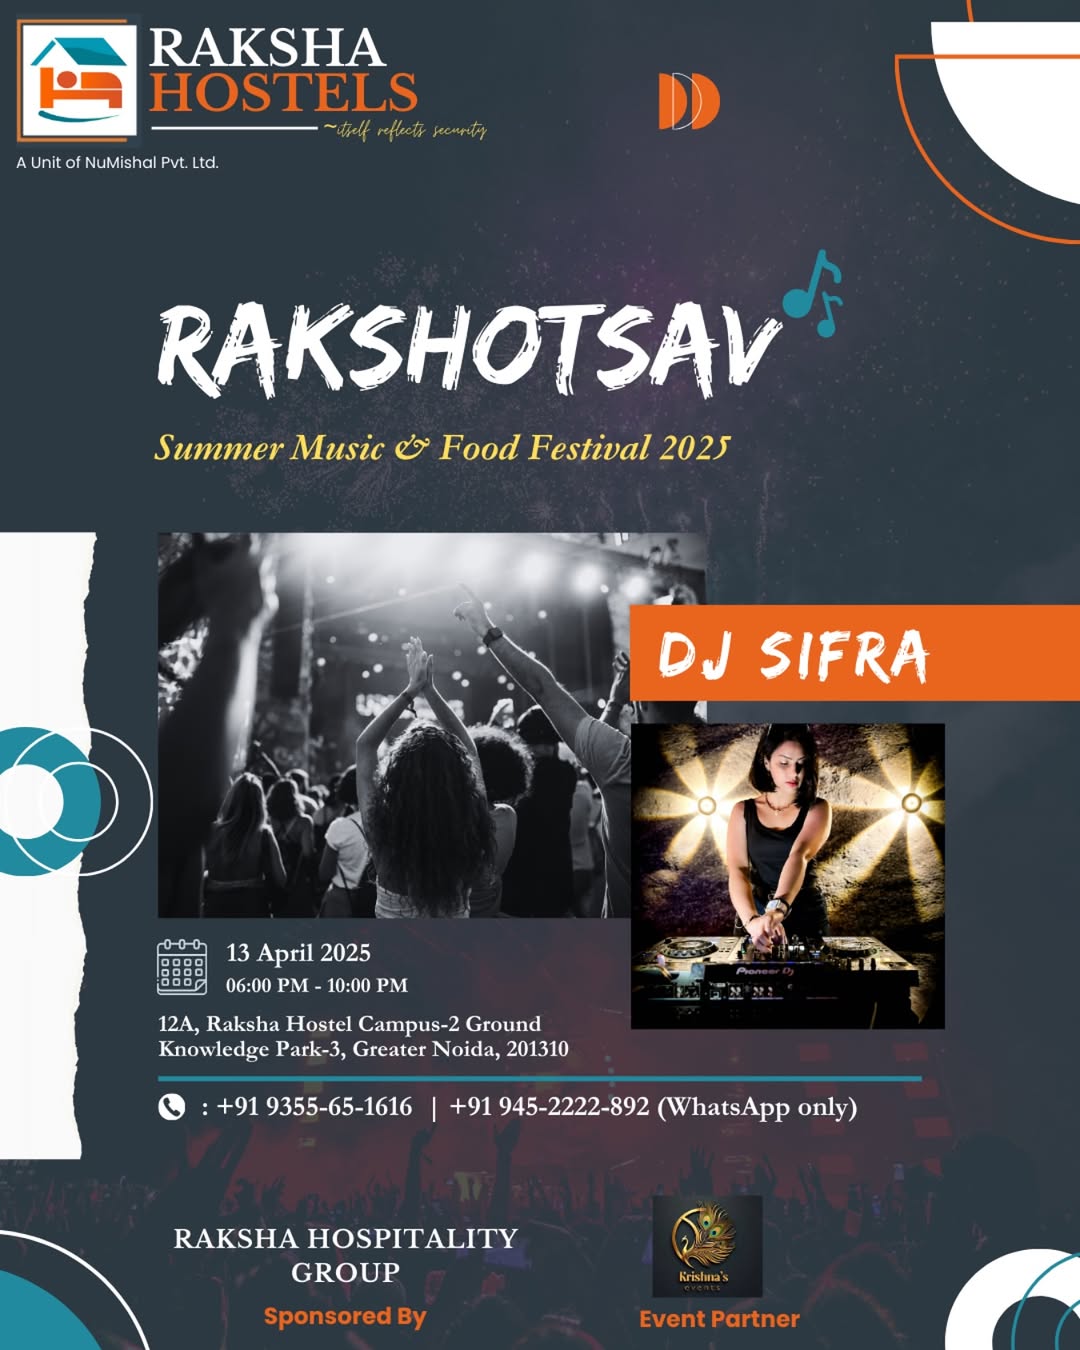 RAKSHA
HOSTELS
~itself reflects security
A Unit of NuMishal Pvt. Ltd.
RAKSHOTSAV
Summer Music & Food Festival 2025
DJ SIFRA
Pioneer Dj
13 April 2025
06:00 PM - 10:00 PM
12A, Raksha Hostel Campus-2 Ground
Knowledge Park-3, Greater Noida, 201310
: +91 9355-65-1616 | +91 945-2222-892 (WhatsApp only)
RAKSHA HOSPITALITY
GROUP
Sponsored By
Krishna's
events
Event Partner